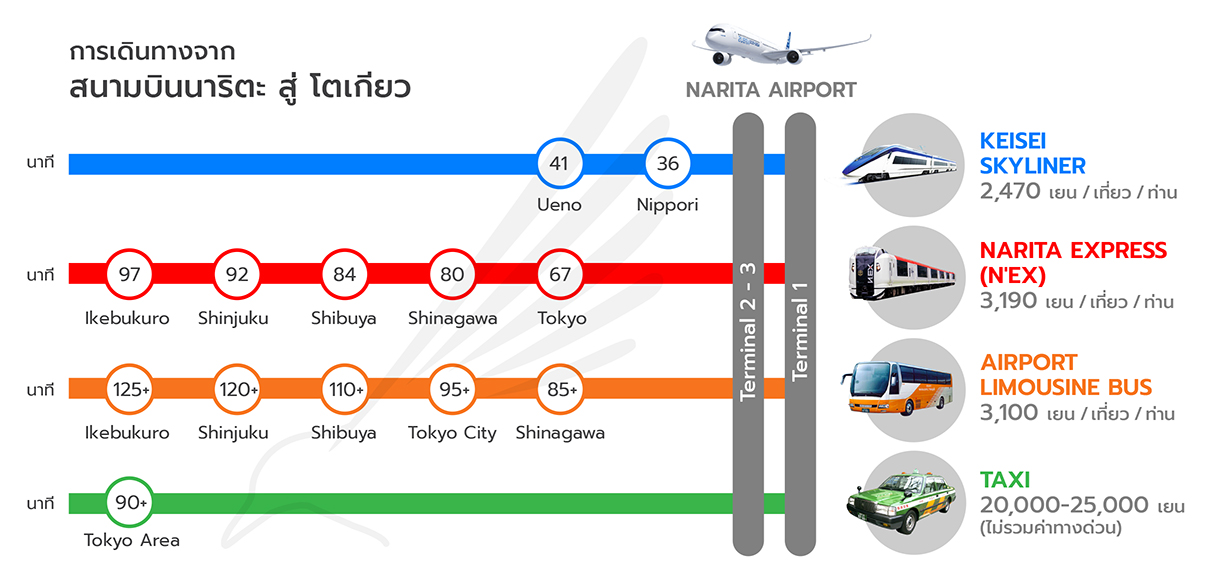 การเดินทางจาก
สนามบินนาริตะ สู่ โตเกียว
NARITA AIRPORT
นาที
41
36
Ueno
Nippori
KEISEI
SKYLINER
2,470 เยน / เที่ยว / ท่าน
นาที
97
92
84
80
67
Ikebukuro
Shinjuku
Shibuya
Shinagawa
Tokyo
NARITA EXPRESS
(N'EX)
3,190 เยน / เที่ยว / ท่าน
Terminal 2 - 3
Terminal 1
นาที
125+
120+
110+
95+
85+
Ikebukuro
Shinjuku
Shibuya
Tokyo City
Shinagawa
AIRPORT
LIMOUSINE BUS
3,100 เยน / เที่ยว / ท่าน
นาที
90+
Tokyo Area
TAXI
20,000-25,000 เยน
(ไม่รวมค่าทางด่วน)